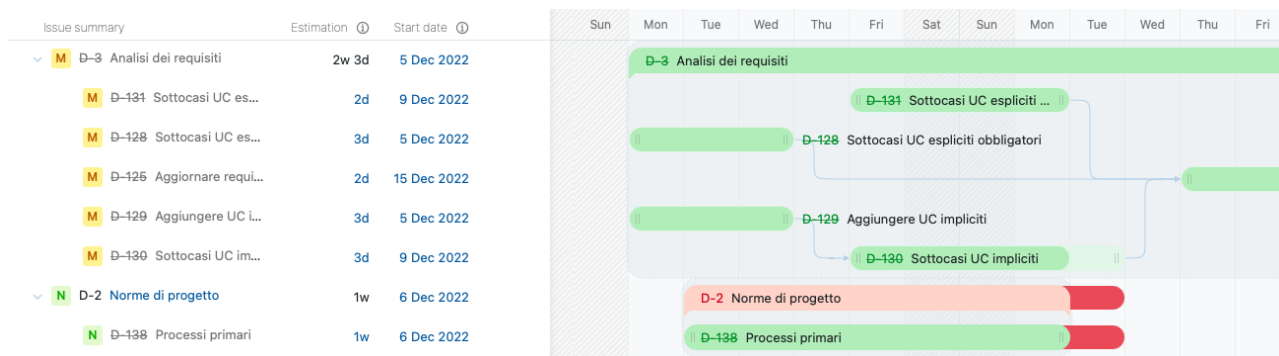 Issue summary Estimation Start date Sun Mon Tue Wed Thu Fri Sat Sun Mon Tue Wed Thu Fri
M D-3 Analisi dei requisiti 2w 3d 5 Dec 2022 D-3 Analisi dei requisiti
M D-131 Sottocasi UC es... 2d 9 Dec 2022 D-131 Sottocasi UC espliciti ...
M D-128 Sottocasi UC es... 3d 5 Dec 2022 D-128 Sottocasi UC espliciti obbligatori
M D-125 Aggiornare requi... 2d 15 Dec 2022
M D-129 Aggiungere UC i... 3d 5 Dec 2022 D-129 Aggiungere UC impliciti
M D-130 Sottocasi UC im... 3d 9 Dec 2022 D-130 Sottocasi UC impliciti
N D-2 Norme di progetto 1w 6 Dec 2022 D-2 Norme di progetto
N D-138 Processi primari 1w 6 Dec 2022 D-138 Processi primari